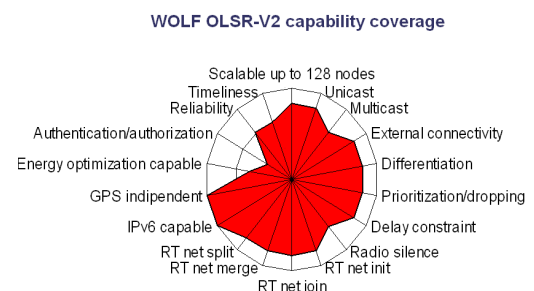 WOLF OLSR-V2 capability coverage
Scalable up to 128 nodes
Timeliness
Unicast
Reliability
Multicast
Authentication/authorization
External connectivity
Energy optimization capable
Differentiation
GPS indipendent
Prioritization/dropping
IPv6 capable
Delay constraint
RT net split
Radio silence
RT net merge
RT net init
RT net join